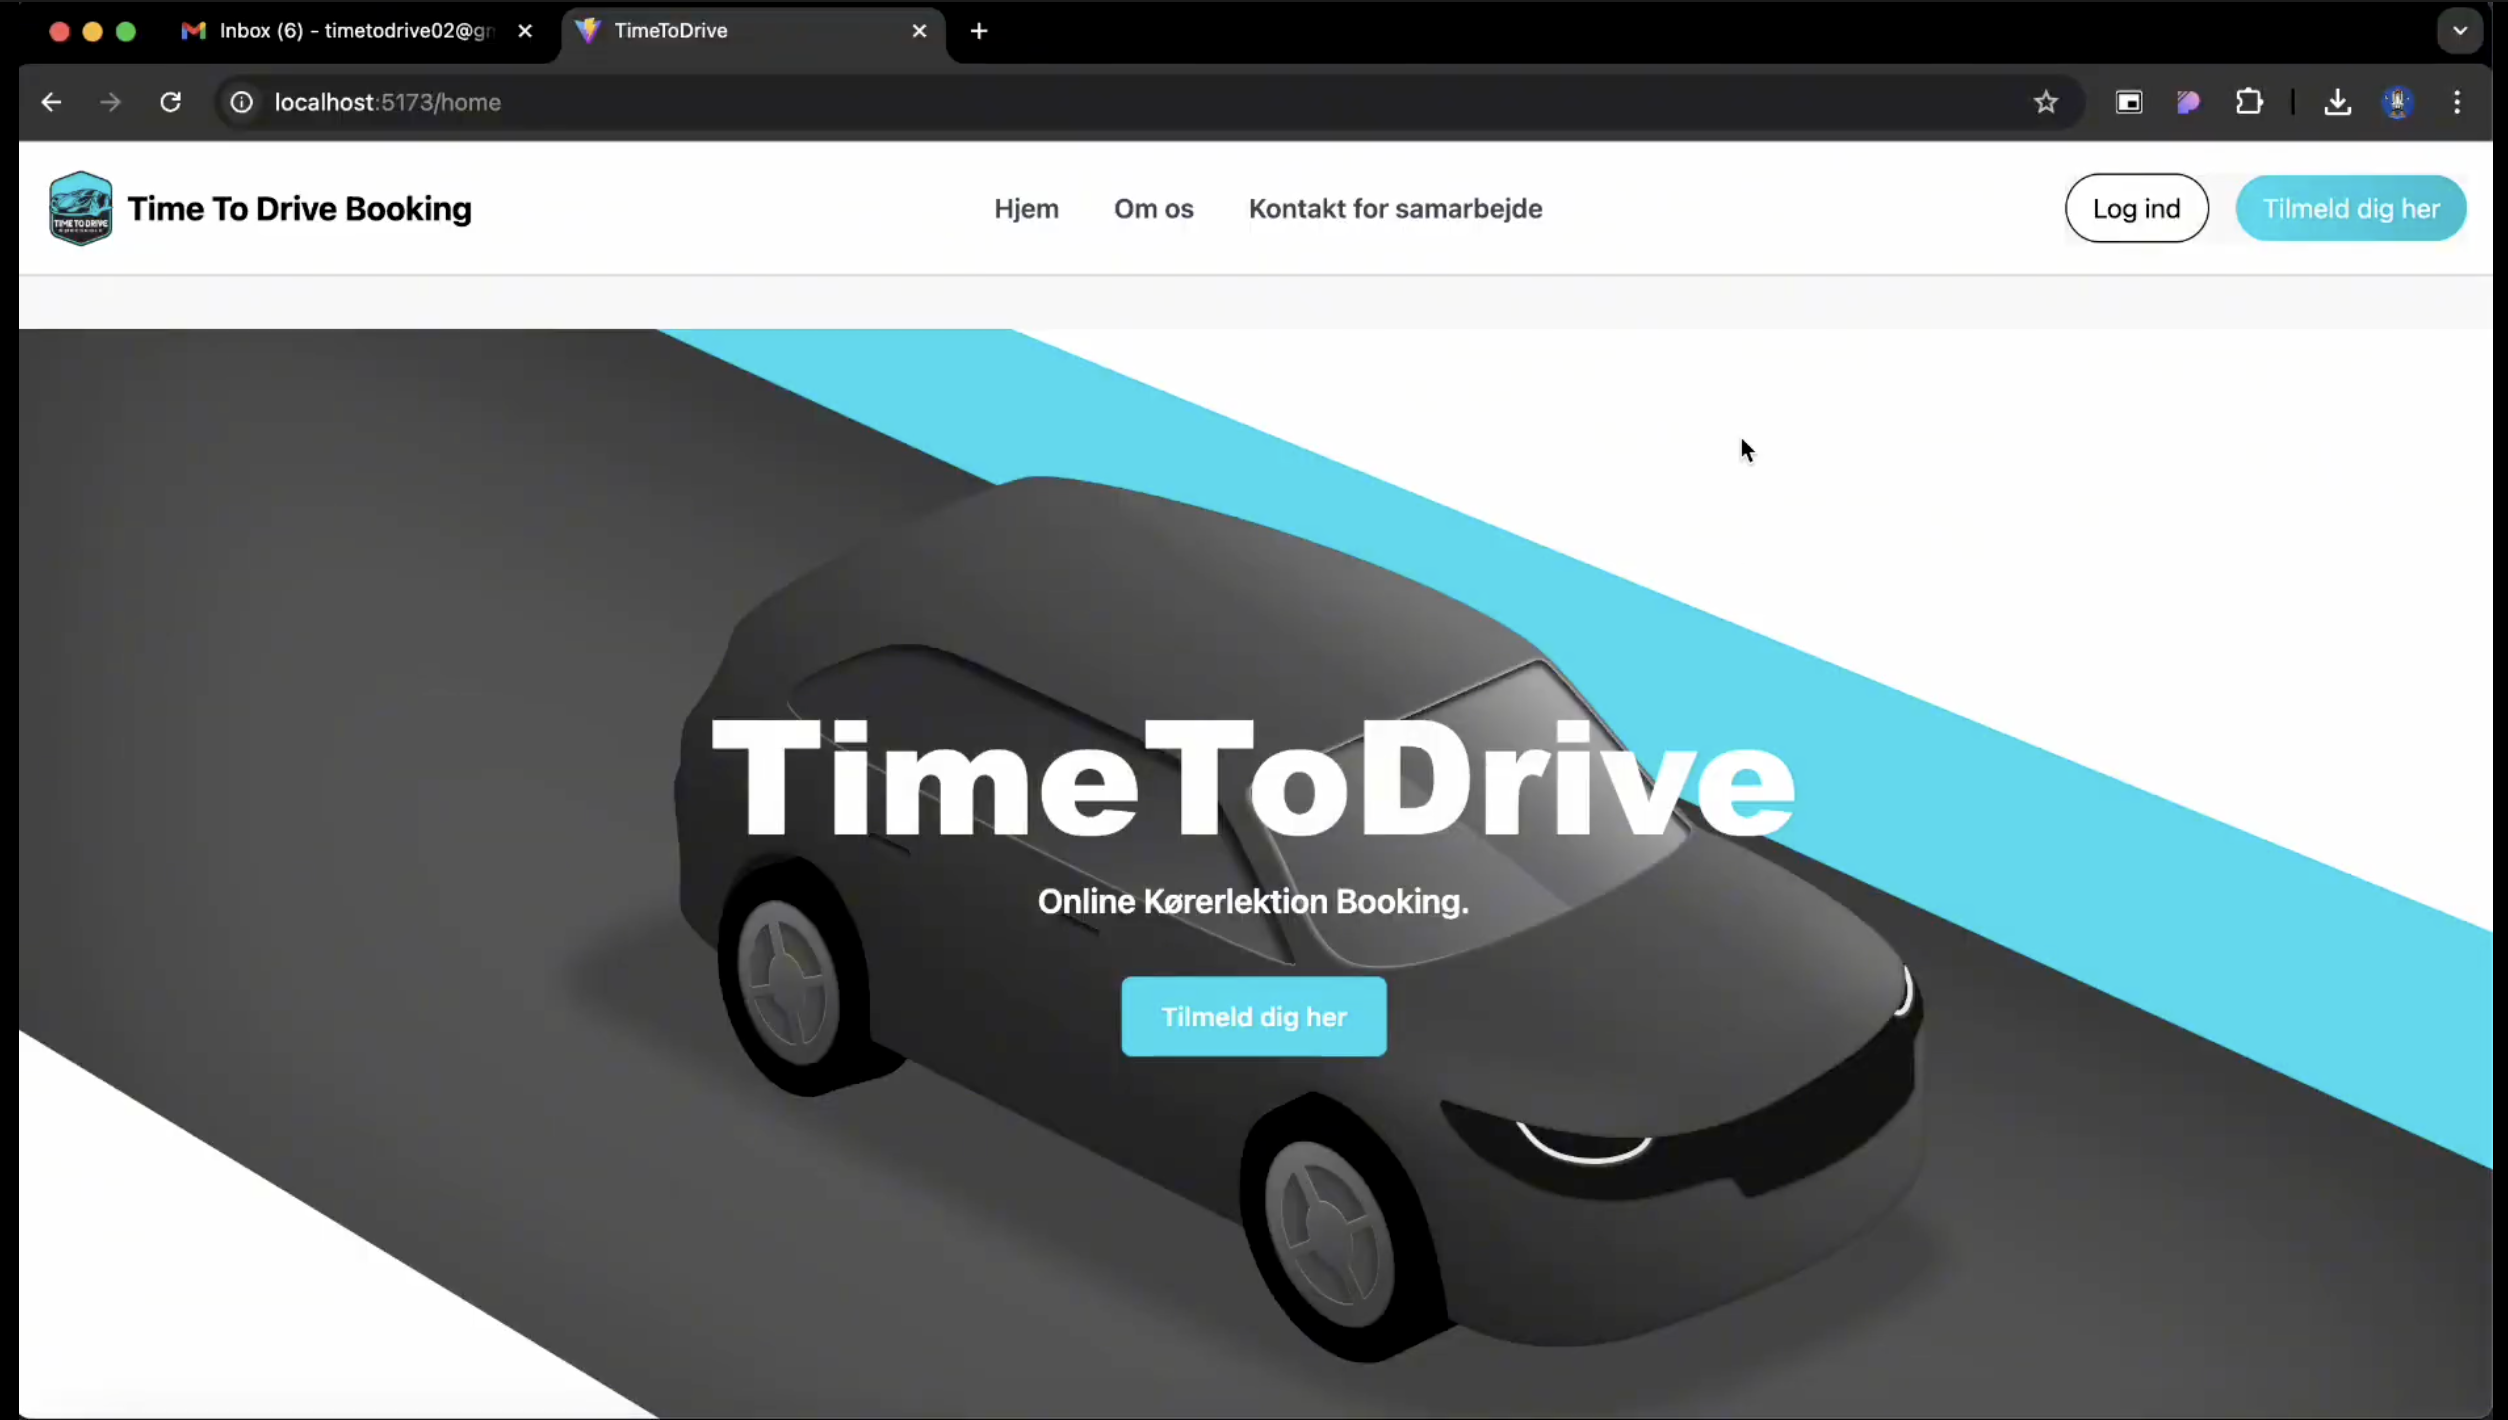 Inbox (6) - timetodrive02@gm
TimeToDrive
localhost:5173/home
TIME TO DRIVE
Time To Drive Booking
Hjem
Om os
Kontakt for samarbejde
Log ind
Tilmeld dig her
TimeToDrive
Online Kørerlektion Booking.
Tilmeld dig her